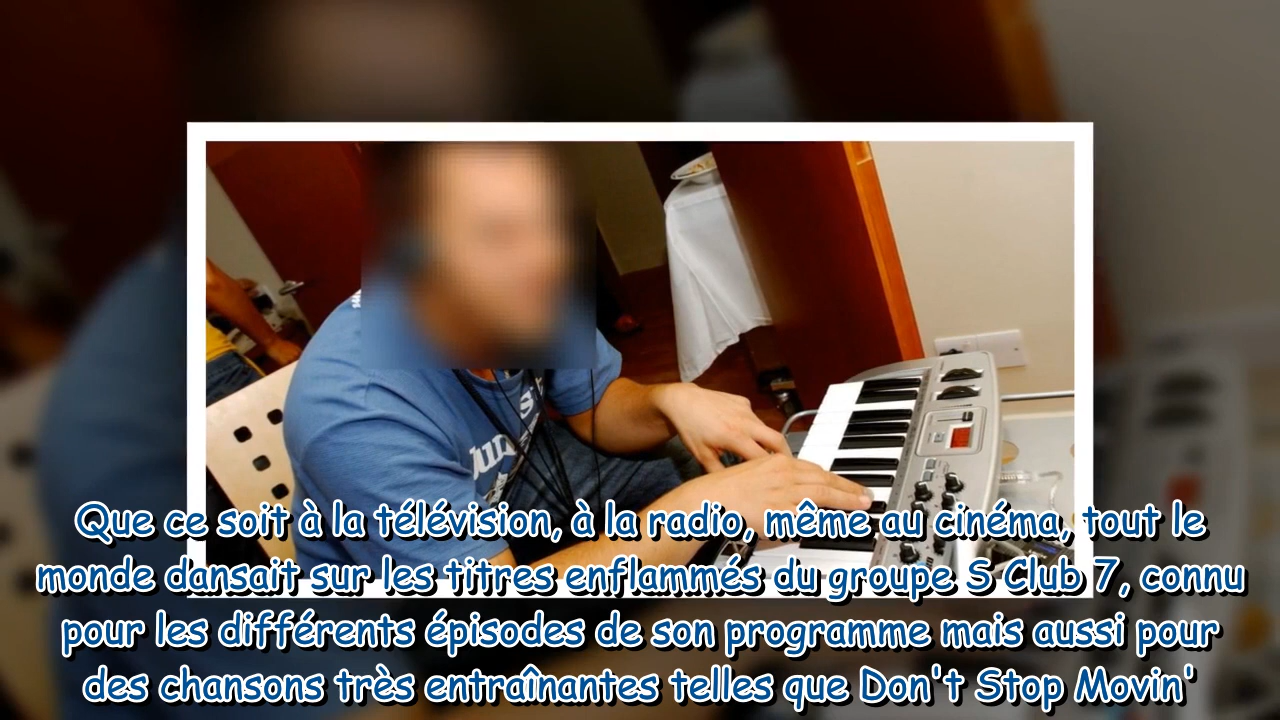 Que ce soit à la télévision, à la radio, même au cinéma, tout le
monde dansait sur les titres enflammés du groupe S Club 7, connu
pour les différents épisodes de son programme mais aussi pour
des chansons très entraînantes telles que Don't Stop Movin'